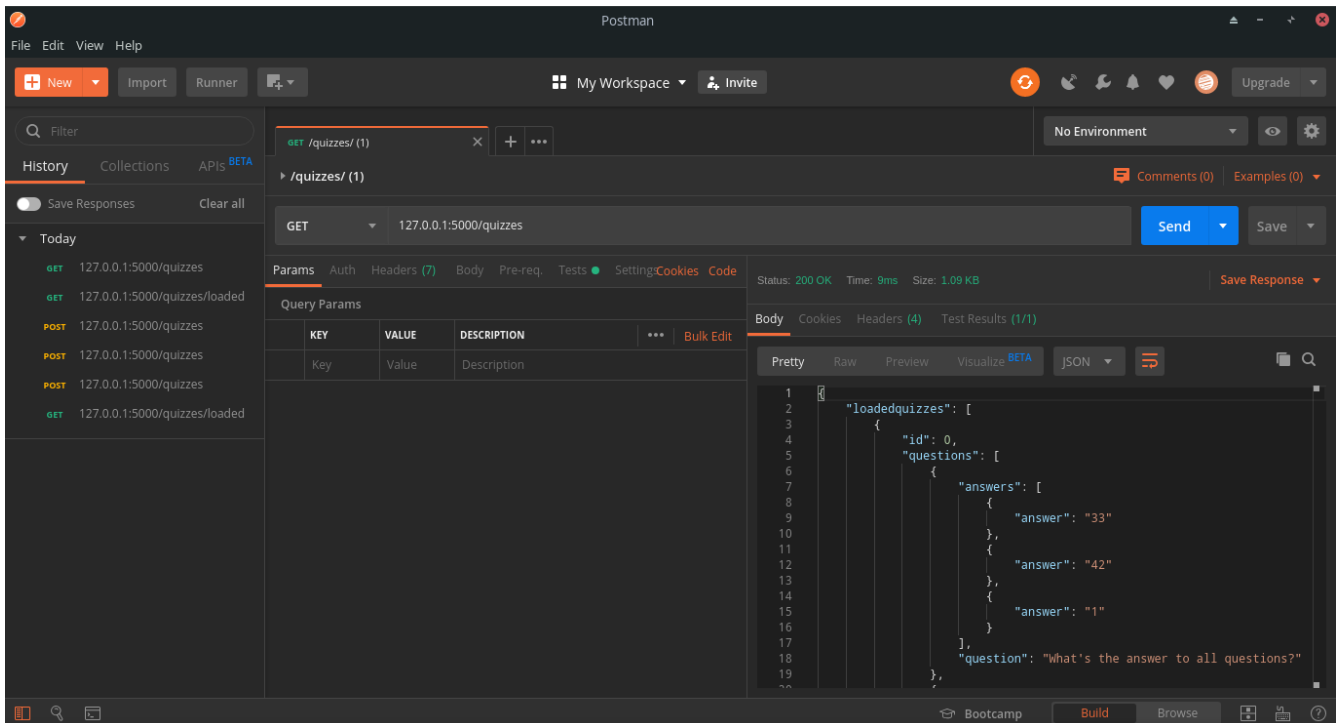 Postman
File Edit View Help
New Import Runner My Workspace Invite Upgrade
Filter
History Collections APIs BETA
Save Responses Clear all
Today
GET 127.0.0.1:5000/quizzes
GET 127.0.0.1:5000/quizzes/loaded
POST 127.0.0.1:5000/quizzes
POST 127.0.0.1:5000/quizzes
POST 127.0.0.1:5000/quizzes
GET 127.0.0.1:5000/quizzes/loaded
GET /quizzes/ (1)
No Environment
/quizzes/ (1) Comments (0) Examples (0)
GET 127.0.0.1:5000/quizzes Send Save
Params Auth Headers (7) Body Pre-req. Tests Settings Cookies Code
Query Params
KEY VALUE DESCRIPTION Bulk Edit
Key Value Description
Status: 200 OK Time: 9ms Size: 1.09 KB Save Response
Body Cookies Headers (4) Test Results (1/1)
Pretty Raw Preview Visualize BETA JSON
1 {
2 "loadedquizzes": [
3 {
4 "id": 0,
5 "questions": [
6 {
7 "answers": [
8 {
9 "answer": "33"
10 },
11 {
12 "answer": "42"
13 },
14 {
15 "answer": "1"
16 }
17 ],
18 "question": "What's the answer to all questions?"
19 },
20 {
Bootcamp Build Browse